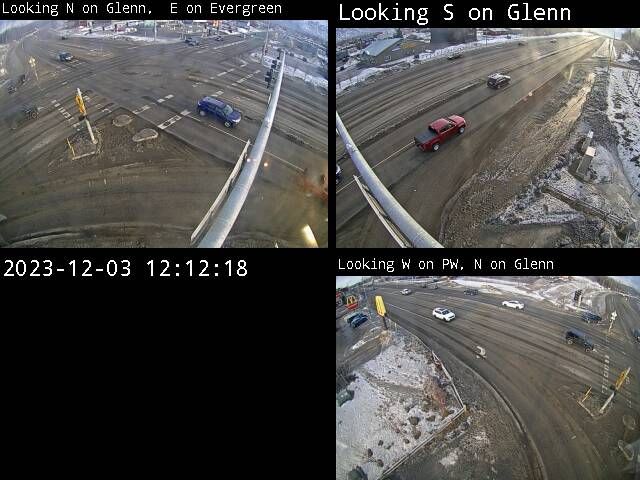 Looking N on Glenn,  E on Evergreen
Looking S on Glenn
2023-12-03 12:12:18
Looking W on PW, N on Glenn